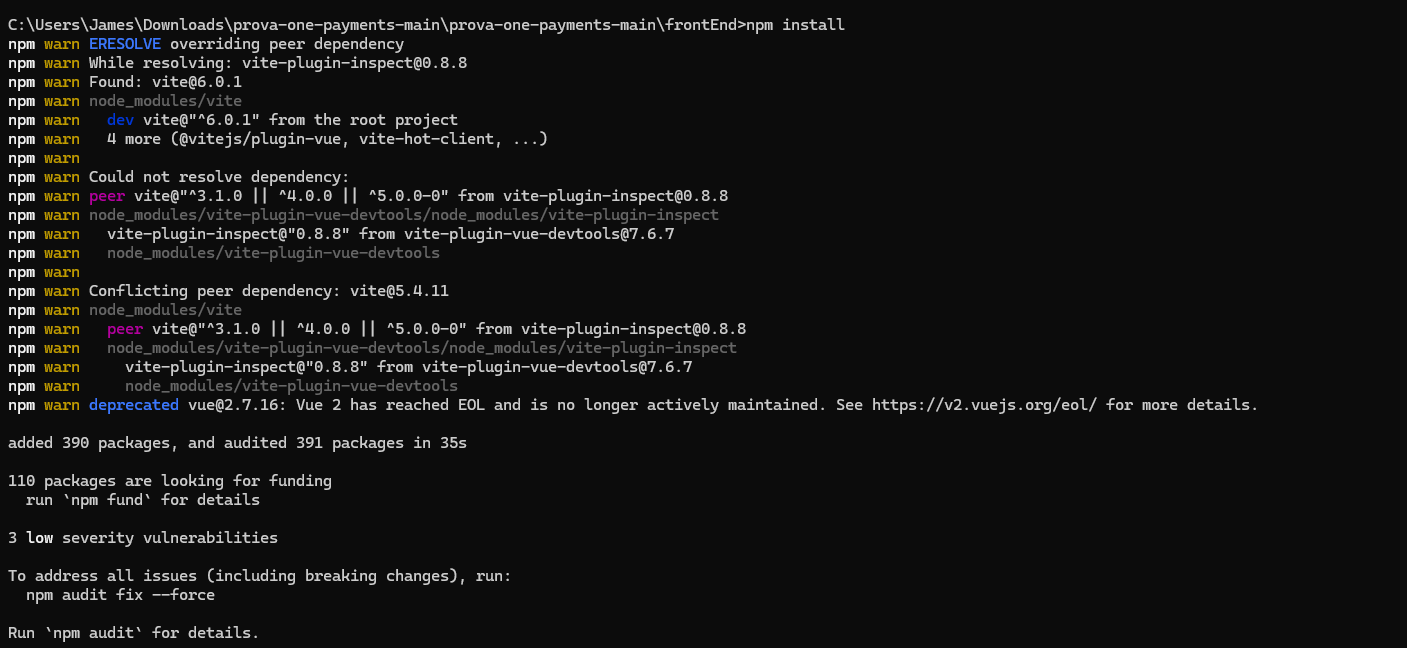 C:\Users\James\Downloads\prova-one-payments-main\prova-one-payments-main\frontEnd>npm install
npm warn ERESOLVE overriding peer dependency
npm warn While resolving: vite-plugin-inspect@0.8.8
npm warn Found: vite@6.0.1
npm warn node_modules/vite
npm warn   dev vite@"^6.0.1" from the root project
npm warn   4 more (@vitejs/plugin-vue, vite-hot-client, ...)
npm warn
npm warn Could not resolve dependency:
npm warn peer vite@"^3.1.0 || ^4.0.0 || ^5.0.0-0" from vite-plugin-inspect@0.8.8
npm warn node_modules/vite-plugin-vue-devtools/node_modules/vite-plugin-inspect
npm warn   vite-plugin-inspect@"0.8.8" from vite-plugin-vue-devtools@7.6.7
npm warn   node_modules/vite-plugin-vue-devtools
npm warn
npm warn Conflicting peer dependency: vite@5.4.11
npm warn node_modules/vite
npm warn   peer vite@"^3.1.0 || ^4.0.0 || ^5.0.0-0" from vite-plugin-inspect@0.8.8
npm warn   node_modules/vite-plugin-vue-devtools/node_modules/vite-plugin-inspect
npm warn     vite-plugin-inspect@"0.8.8" from vite-plugin-vue-devtools@7.6.7
npm warn     node_modules/vite-plugin-vue-devtools
npm warn deprecated vue@2.7.16: Vue 2 has reached EOL and is no longer actively maintained. See https://v2.vuejs.org/eol/ for more details.

added 390 packages, and audited 391 packages in 35s

110 packages are looking for funding
  run `npm fund` for details

3 low severity vulnerabilities

To address all issues (including breaking changes), run:
  npm audit fix --force

Run `npm audit` for details.